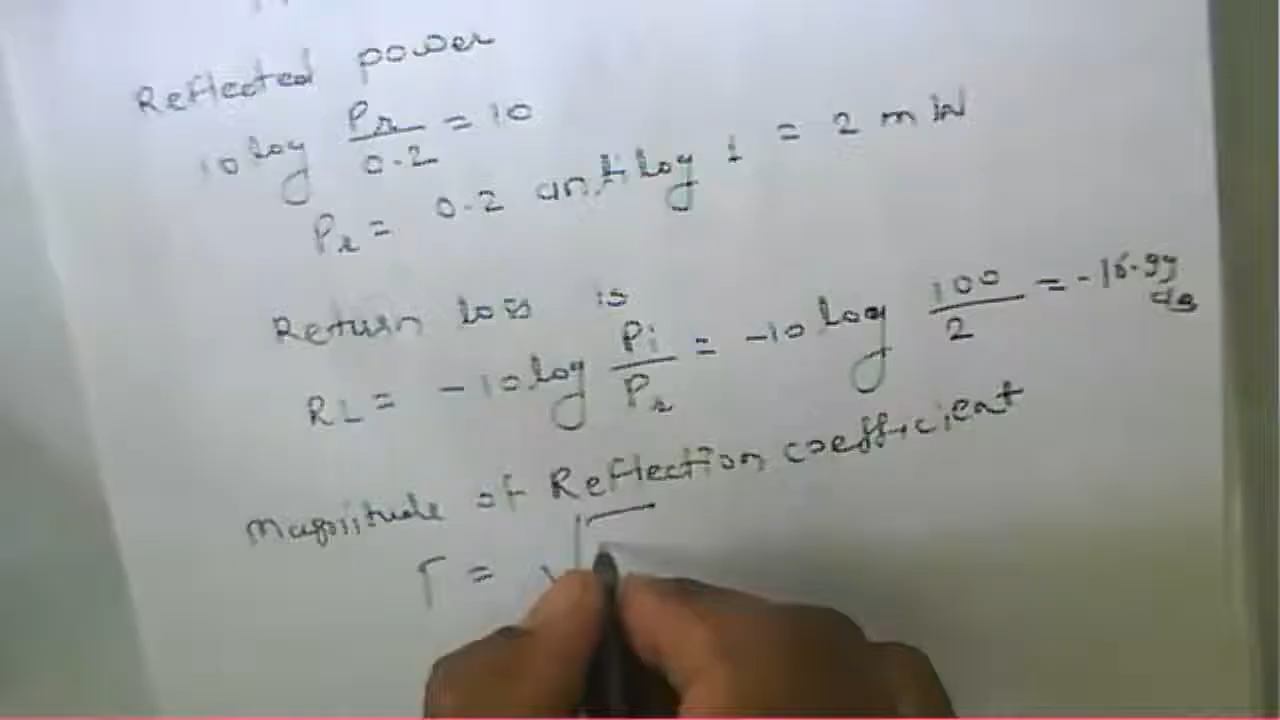 Reflected power
10 log Pr/0.2 = 10
Pr = 0.2 antilog 1 = 2 mW
Return loss is
RL = -10 log Pi/Pr = -10 log 100/2 = -16.99 dB
Magnitude of Reflection coefficient
Γ = √